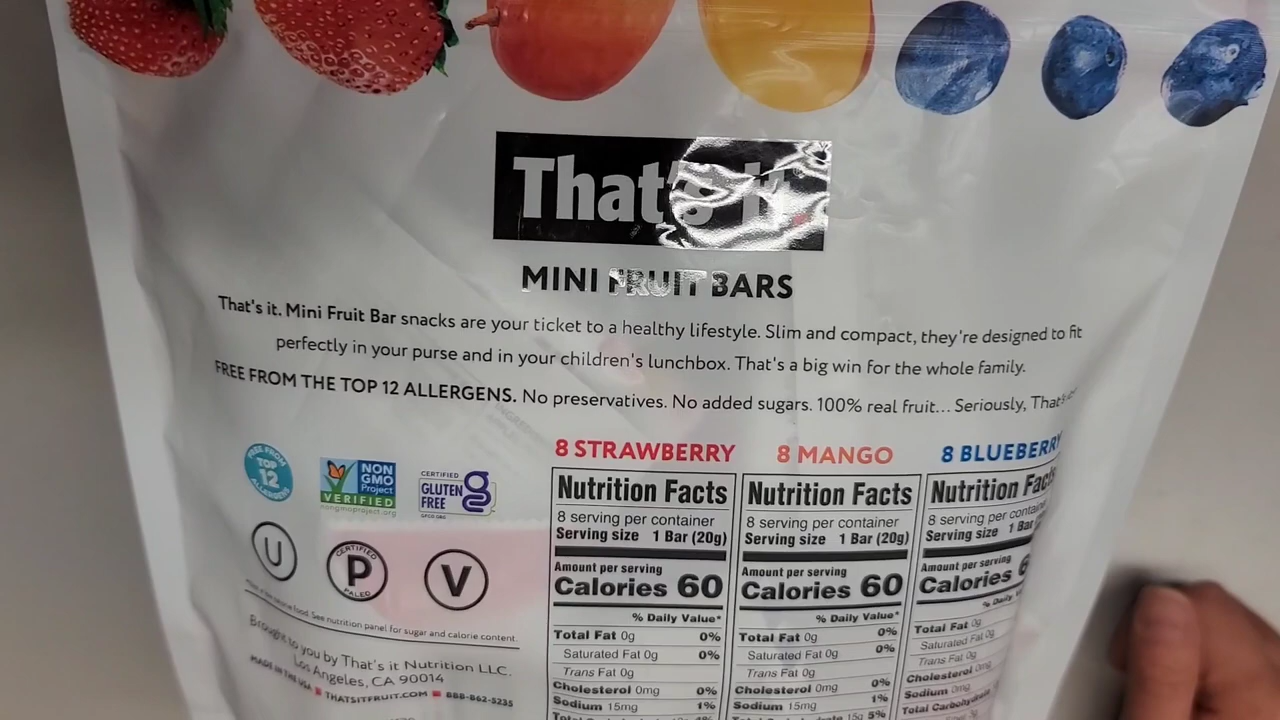 That's it.
MINI FRUIT BARS
That's it. Mini Fruit Bar snacks are your ticket to a healthy lifestyle. Slim and compact, they're designed to fit
perfectly in your purse and in your children's lunchbox. That's a big win for the whole family.
FREE FROM THE TOP 12 ALLERGENS. No preservatives. No added sugars. 100% real fruit... Seriously, That's
FREE FROM
TOP
12
ALLERGENS
NON
GMO
Project
VERIFIED
nongmoproject.org
CERTIFIED
GLUTEN
FREE
GFCO.ORG
U
CERTIFIED
P
PALEO
V
food. See nutrition panel for sugar and calorie content.
Brought to you by That's it Nutrition LLC.
Los Angeles, CA 90014
MADE IN THE USA ■ THATSITFRUIT.COM ■ 888-862-5235
8 STRAWBERRY
Nutrition Facts
8 serving per container
Serving size 1 Bar (20g)
Amount per serving
Calories 60
% Daily Value*
Total Fat 0g 0%
Saturated Fat 0g 0%
Trans Fat 0g
Cholesterol 0mg 0%
Sodium 15mg 1%
8 MANGO
Nutrition Facts
8 serving per container
Serving size 1 Bar (20g)
Amount per serving
Calories 60
% Daily Value*
Total Fat 0g 0%
Saturated Fat 0g 0%
Trans Fat 0g
Cholesterol 0mg 0%
Sodium 15mg 1%
15g 5%
8 BLUEBERRY
Nutrition Facts
8 serving per container
Serving size 1 Bar
Amount per serving
Calories 6
% Daily
Total Fat 0g
Saturated Fat 0g
Trans Fat 0g
Cholesterol 0mg
Sodium 0mg
Total Carbohydrate